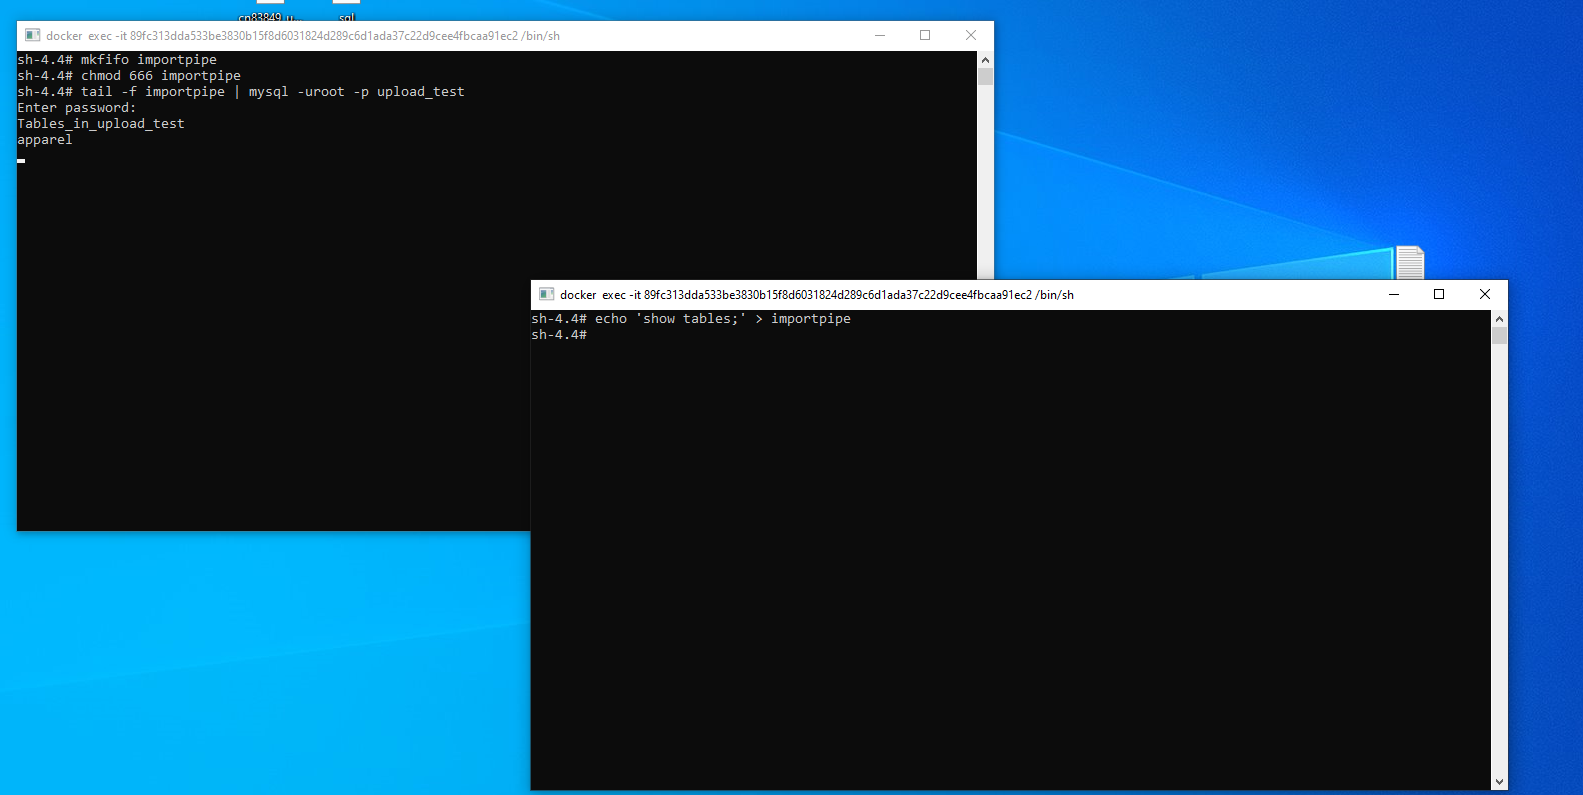 cn83849_u...
sql
docker exec -it 89fc313dda533be3830b15f8d6031824d289c6d1ada37c22d9cee4fbcaa91ec2 /bin/sh
sh-4.4# mkfifo importpipe
sh-4.4# chmod 666 importpipe
sh-4.4# tail -f importpipe | mysql -uroot -p upload_test
Enter password:
Tables_in_upload_test
apparel
docker exec -it 89fc313dda533be3830b15f8d6031824d289c6d1ada37c22d9cee4fbcaa91ec2 /bin/sh
sh-4.4# echo 'show tables;' > importpipe
sh-4.4#